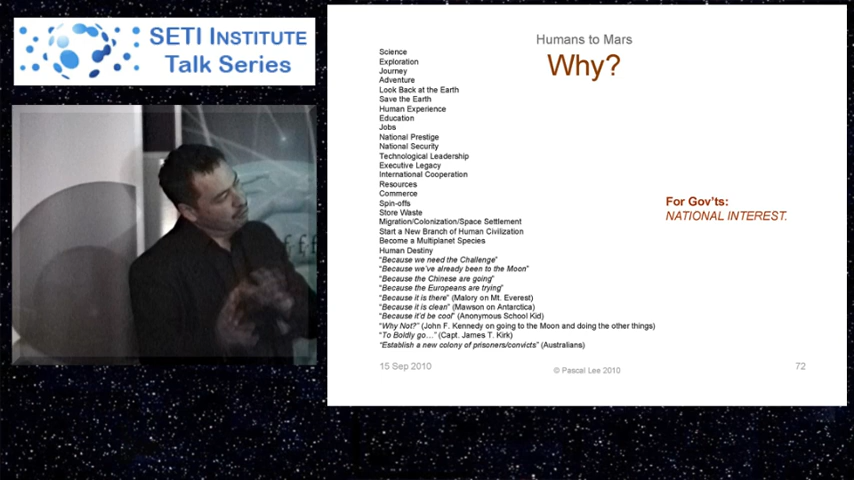 SETI INSTITUTE
Talk Series
Humans to Mars
Why?
Science
Exploration
Journey
Adventure
Look Back at the Earth
Save the Earth
Human Experience
Education
Jobs
National Prestige
National Security
Technological Leadership
Executive Legacy
International Cooperation
Resources
Commerce
Spin-offs
Store Waste
Migration/Colonization/Space Settlement
Start a New Branch of Human Civilization
Become a Multiplanet Species
Human Destiny
"Because we need the Challenge"
"Because we've already been to the Moon"
"Because the Chinese are going"
"Because the Europeans are trying"
"Because it is there" (Malory on Mt. Everest)
"Because it is clean" (Mawson on Antarctica)
"Because it'd be cool" (Anonymous School Kid)
"Why Not?" (John F. Kennedy on going to the Moon and doing the other things)
"To Boldly go…" (Capt. James T. Kirk)
"Establish a new colony of prisoners/convicts" (Australians)
For Gov'ts:
NATIONAL INTEREST.
15 Sep 2010
© Pascal Lee 2010
72